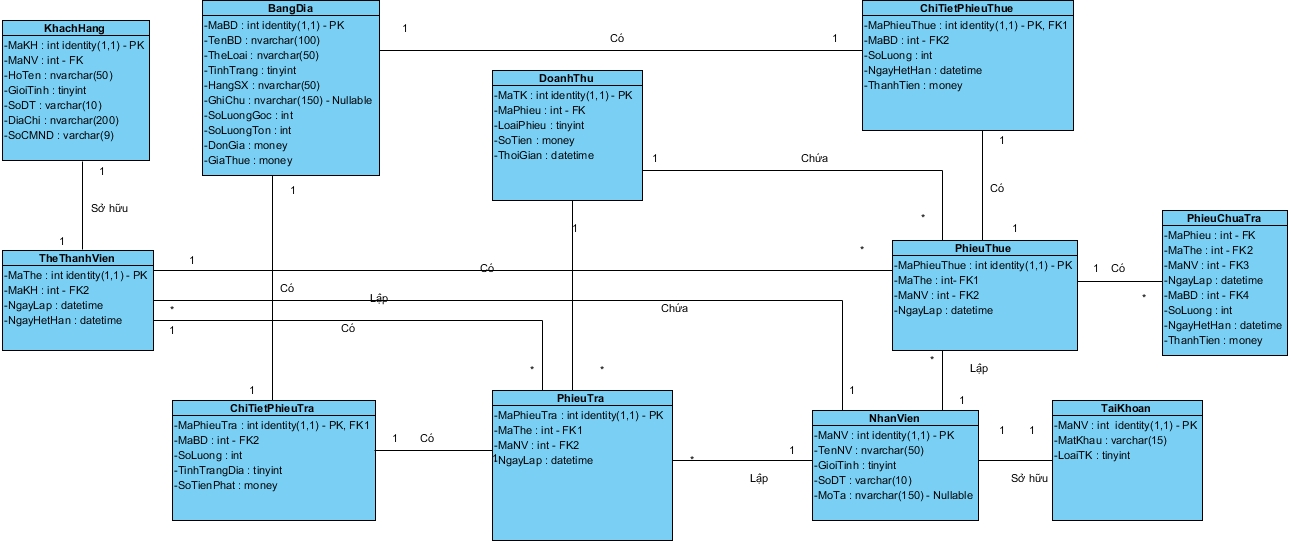 KhachHang
-MaKH : int identity(1,1) - PK
-MaNV : int - FK
-HoTen : nvarchar(50)
-GioiTinh : tinyint
-SoDT : varchar(10)
-DiaChi : nvarchar(200)
-SoCMND : varchar(9)
BangDia
-MaBD : int identity(1,1) - PK
-TenBD : nvarchar(100)
-TheLoai : nvarchar(50)
-TinhTrang : tinyint
-HangSX : nvarchar(50)
-GhiChu : nvarchar(150) - Nullable
-SoLuongGoc : int
-SoLuongTon : int
-DonGia : money
-GiaThue : money
1
Có
1
ChiTietPhieuThue
-MaPhieuThue : int identity(1,1) - PK, FK1
-MaBD : int - FK2
-SoLuong : int
-NgayHetHan : datetime
-ThanhTien : money
DoanhThu
-MaTK : int identity(1,1) - PK
-MaPhieu : int - FK
-LoaiPhieu : tinyint
-SoTien : money
-ThoiGian : datetime
1
Chứa
*
1
Có
1
1
Sở hữu
1
1
1
TheThanhVien
-MaThe : int identity(1,1) - PK
-MaKH : int - FK2
-NgayLap : datetime
-NgayHetHan : datetime
1
Có
*
PhieuThue
-MaPhieuThue : int identity(1,1) - PK
-MaThe : int- FK1
-MaNV : int - FK2
-NgayLap : datetime
1
Có
*
PhieuChuaTra
-MaPhieu : int - FK
-MaThe : int - FK2
-MaNV : int - FK3
-NgayLap : datetime
-MaBD : int - FK4
-SoLuong : int
-NgayHetHan : datetime
-ThanhTien : money
Có
*
Lập
Chứa
1
Có
*
*
1
*
Lập
1
1
ChiTietPhieuTra
-MaPhieuTra : int identity(1,1) - PK, FK1
-MaBD : int - FK2
-SoLuong : int
-TinhTrangDia : tinyint
-SoTienPhat : money
1
Có
1
PhieuTra
-MaPhieuTra : int identity(1,1) - PK
-MaThe : int - FK1
-MaNV : int - FK2
-NgayLap : datetime
*
1
Lập
NhanVien
-MaNV : int identity(1,1) - PK
-TenNV : nvarchar(50)
-GioiTinh : tinyint
-SoDT : varchar(10)
-MoTa : nvarchar(150) - Nullable
1
1
Sở hữu
TaiKhoan
-MaNV : int identity(1,1) - PK
-MatKhau : varchar(15)
-LoaiTK : tinyint